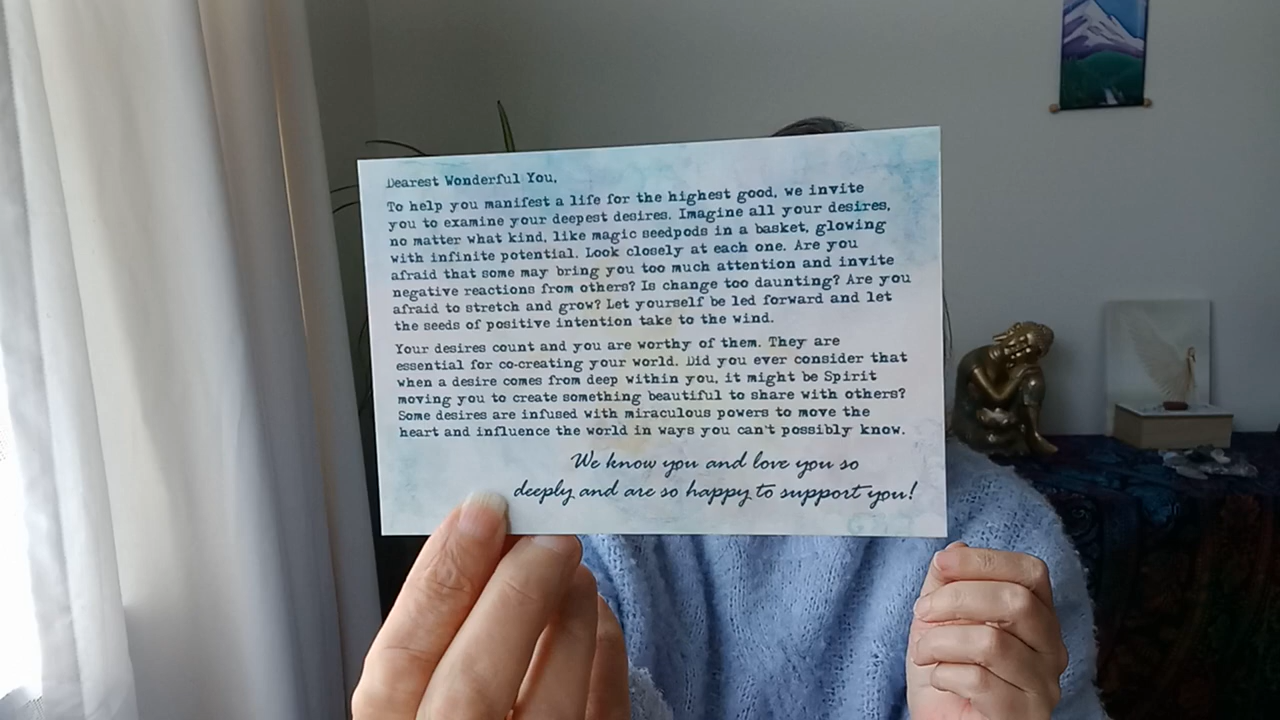 Dearest Wonderful You,
To help you manifest a life for the highest good, we invite
you to examine your deepest desires. Imagine all your desires,
no matter what kind, like magic seedpods in a basket, glowing
with infinite potential. Look closely at each one. Are you
afraid that some may bring you too much attention and invite
negative reactions from others? Is change too daunting? Are you
afraid to stretch and grow? Let yourself be led forward and let
the seeds of positive intention take to the wind.
Your desires count and you are worthy of them. They are
essential for co-creating your world. Did you ever consider that
when a desire comes from deep within you, it might be Spirit
moving you to create something beautiful to share with others?
Some desires are infused with miraculous powers to move the
heart and influence the world in ways you can't possibly know.
We know you and love you so
deeply and are so happy to support you!